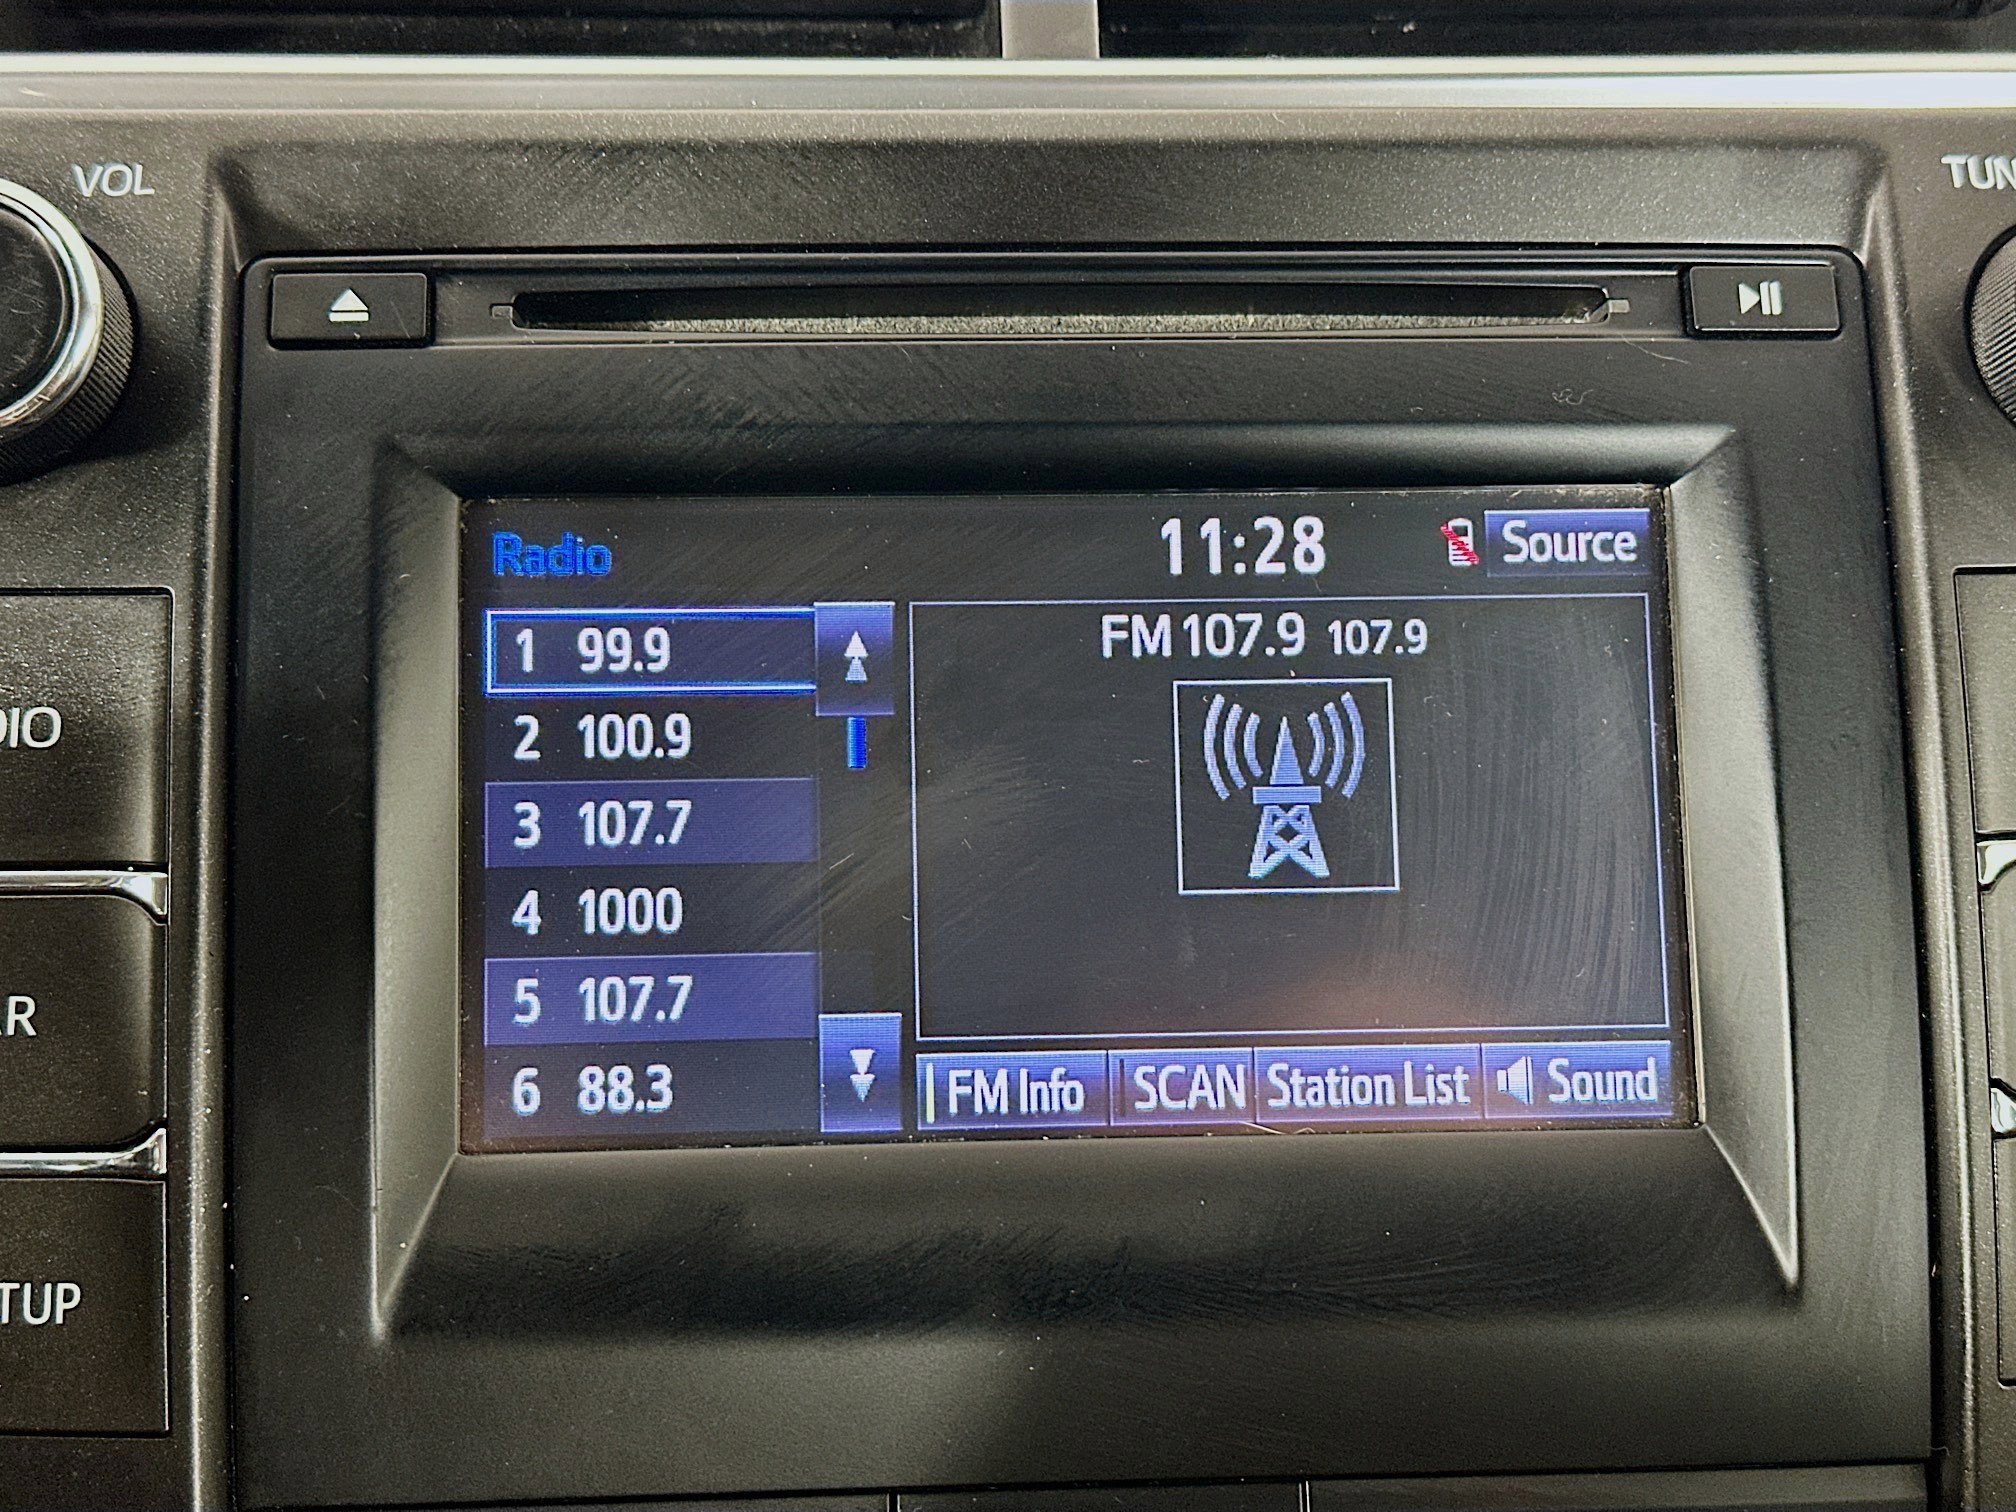 VOL
TUN
Radio
11:28
Source
1 99.9
2 100.9
3 107.7
4 1000
5 107.7
6 88.3
FM 107.9 107.9
FM Info
SCAN
Station List
Sound
DIO
AR
TUP